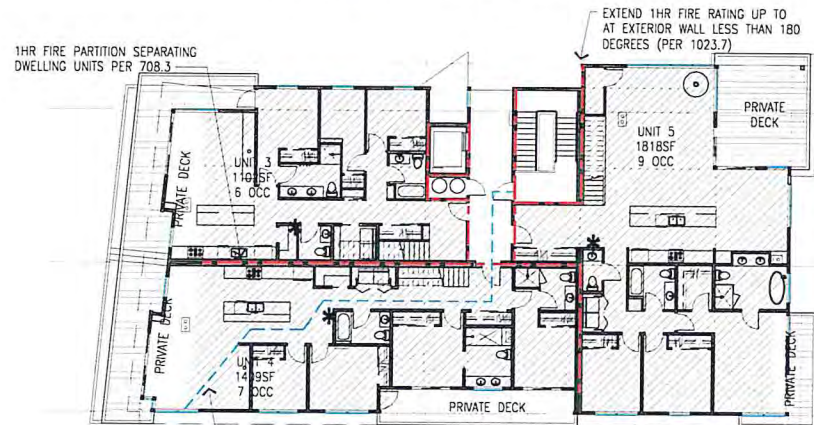 EXTEND 1HR FIRE RATING UP TO
AT EXTERIOR WALL LESS THAN 180
DEGREES (PER 1023.7)
1HR FIRE PARTITION SEPARATING
DWELLING UNITS PER 708.3
PRIVATE DECK
UNIT 3
1102SF
6 OCC
UNIT 5
1818SF
9 OCC
PRIVATE
DECK
PRIVATE DECK
UNIT 4
1409SF
7 OCC
PRIVATE DECK
PRIVATE DECK